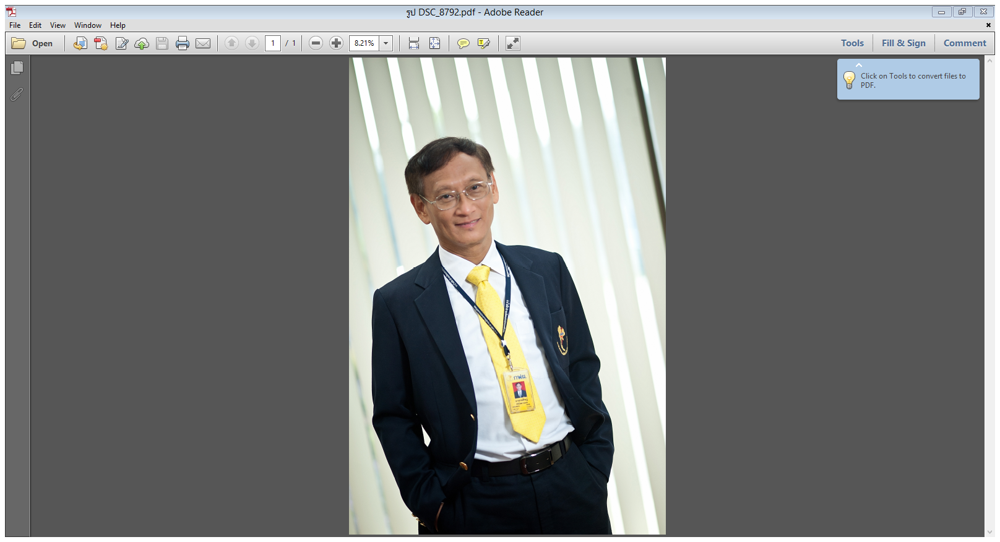 รูป DSC_8792.pdf - Adobe Reader
File Edit View Window Help
Open 1 / 1 8.21% Tools Fill & Sign Comment
Click on Tools to convert files to
PDF.
กฟผ.